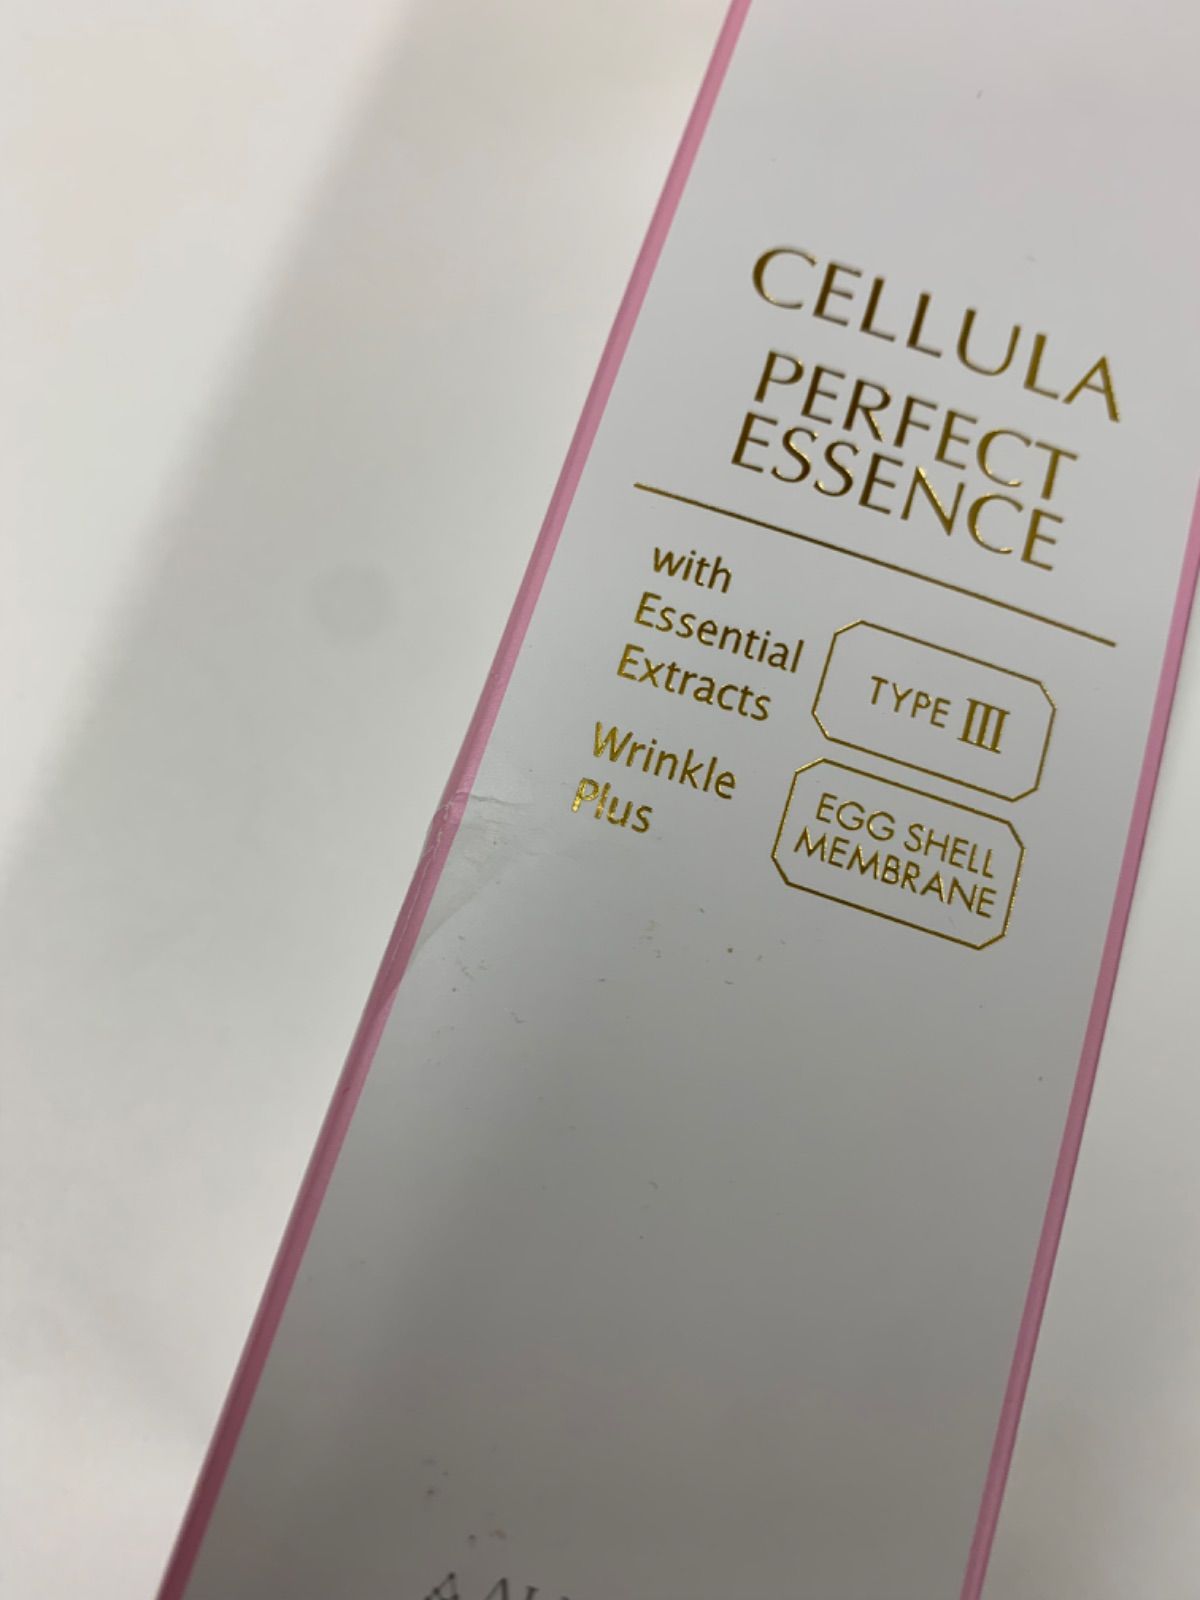 CELLULA
PERFECT
ESSENCE
with
Essential
Extracts
Wrinkle
Plus
TYPE III
EGG SHELL
MEMBRANE